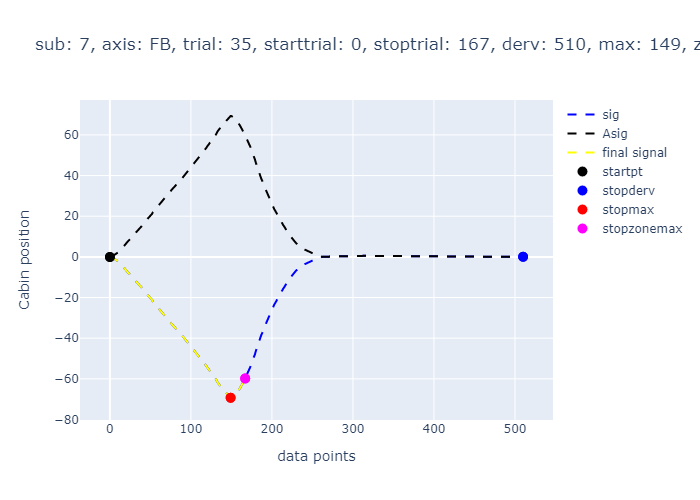 sub: 7, axis: FB, trial: 35, starttrial: 0, stoptrial: 167, derv: 510, max: 149, z
sig
Asig
final signal
startpt
stopderv
stopmax
stopzonemax
Cabin position
60
40
20
0
−20
−40
−60
−80
0 100 200 300 400 500
data points